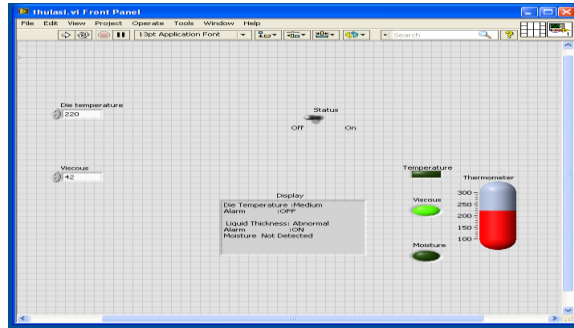 thulasi.vi Front Panel
File Edit View Project Operate Tools Window Help
13pt Application Font Search
Die temperature
220
Status
Off On
Viscous
42
Temperature
Thermometer
300
250
200
150
100
Viscous
Moisture
Display
Die Temperature :Medium
Alarm :OFF
Liquid Thickness: Abnormal
Alarm :ON
Moisture Not Detected